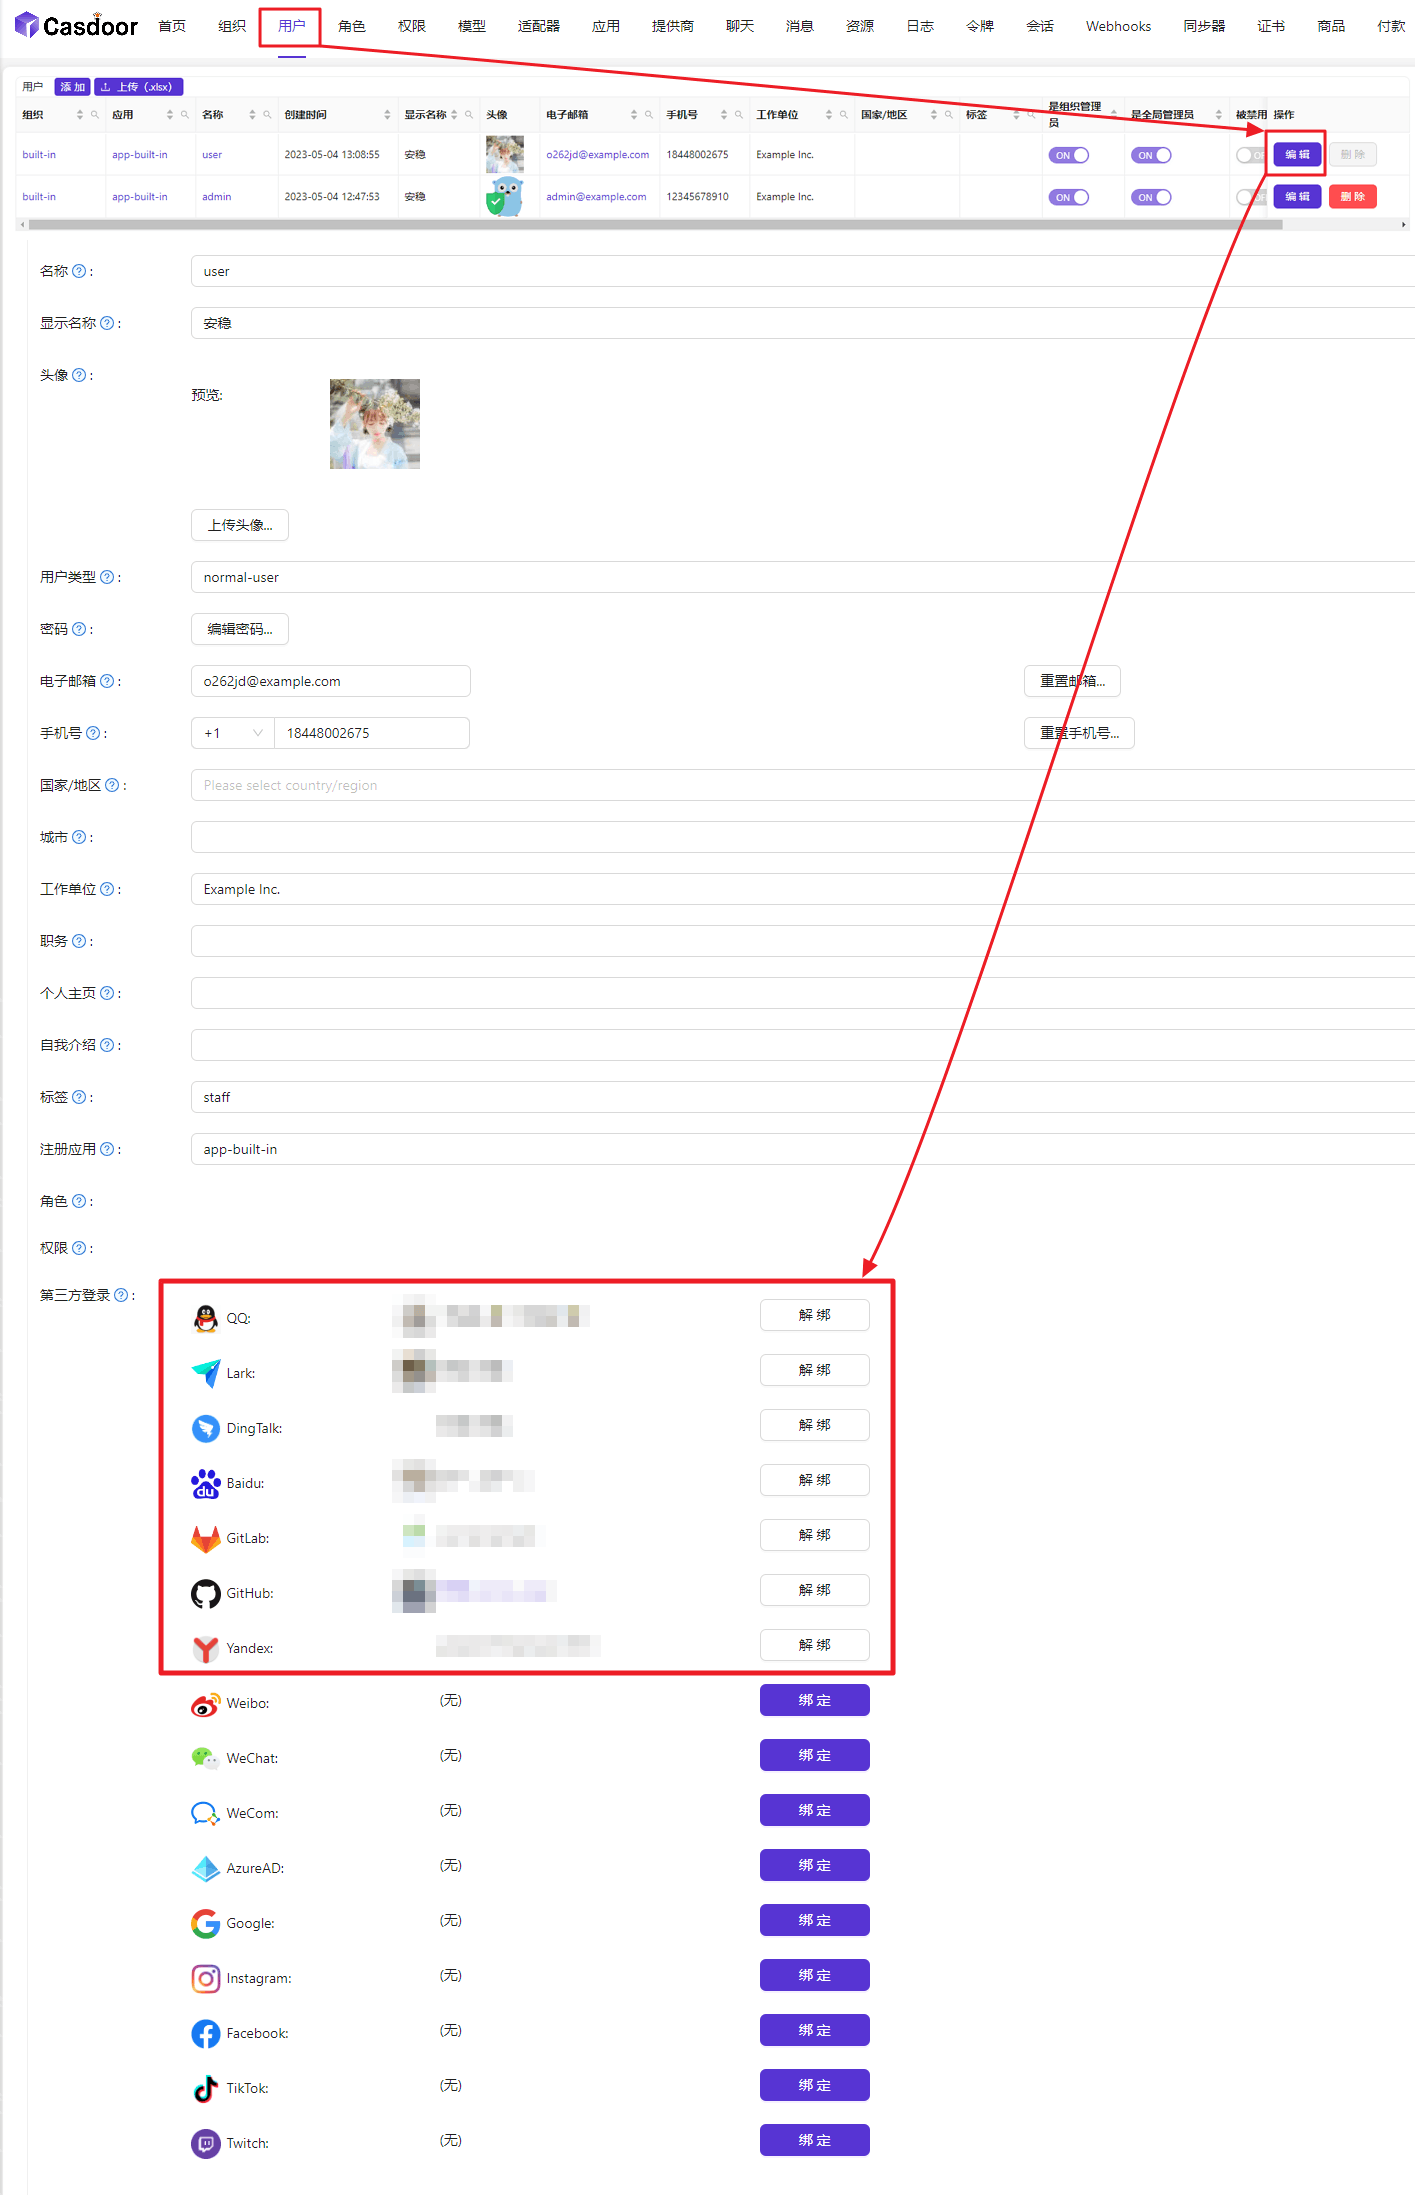 Casdoor 首页 组织 用户 角色 权限 模型 适配器 应用 提供商 聊天 消息 资源 日志 令牌 会话 Webhooks 同步器 证书 商品 付款
用户 添加 上传 (.xlsx)
组织 应用 名称 创建时间 显示名称 头像 电子邮箱 手机号 工作单位 国家/地区 标签 是组织管理员 是全局管理员 被禁用 操作
built-in app-built-in user 2023-05-04 13:08:55 安稳 o262jd@example.com 18448002675 Example Inc. ON ON 编辑 删除
built-in app-built-in admin 2023-05-04 12:47:53 安稳 admin@example.com 12345678910 Example Inc. ON ON 编辑 删除
名称 ? : user
显示名称 ? : 安稳
头像 ? :
预览:
上传头像...
用户类型 ? : normal-user
密码 ? : 编辑密码...
电子邮箱 ? : o262jd@example.com 重置邮箱...
手机号 ? : +1 18448002675 重置手机号...
国家/地区 ? : Please select country/region
城市 ? :
工作单位 ? : Example Inc.
职务 ? :
个人主页 ? :
自我介绍 ? :
标签 ? : staff
注册应用 ? : app-built-in
角色 ? :
权限 ? :
第三方登录 ? :
QQ: 解绑
Lark: 解绑
DingTalk: 解绑
du Baidu: 解绑
GitLab: 解绑
GitHub: 解绑
Yandex: 解绑
Weibo: (无) 绑定
WeChat: (无) 绑定
WeCom: (无) 绑定
AzureAD: (无) 绑定
Google: (无) 绑定
Instagram: (无) 绑定
Facebook: (无) 绑定
TikTok: (无) 绑定
Twitch: (无) 绑定